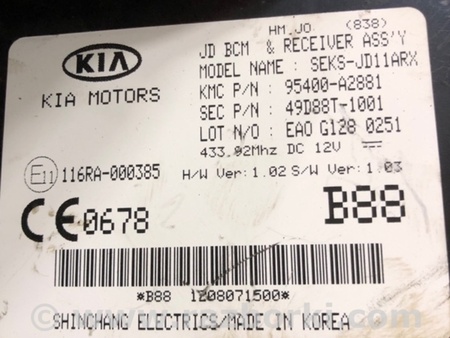 HM.JO (838)
KIA
JD BCM & RECEIVER ASS'Y
MODEL NAME : SEKS-JD11ARX
KIA MOTORS
KMC P/N : 95400-A2881
SEC P/N : 49D88T-1001
LOT N/O : EAO G128 0251
433.92Mhz DC 12V
E11 116RA-000385
H/W Ver:1.02 S/W Ver:1.03
CE0678
B88
*B88 1208071500*
SHINCHANG ELECTRICS/MADE IN KOREA